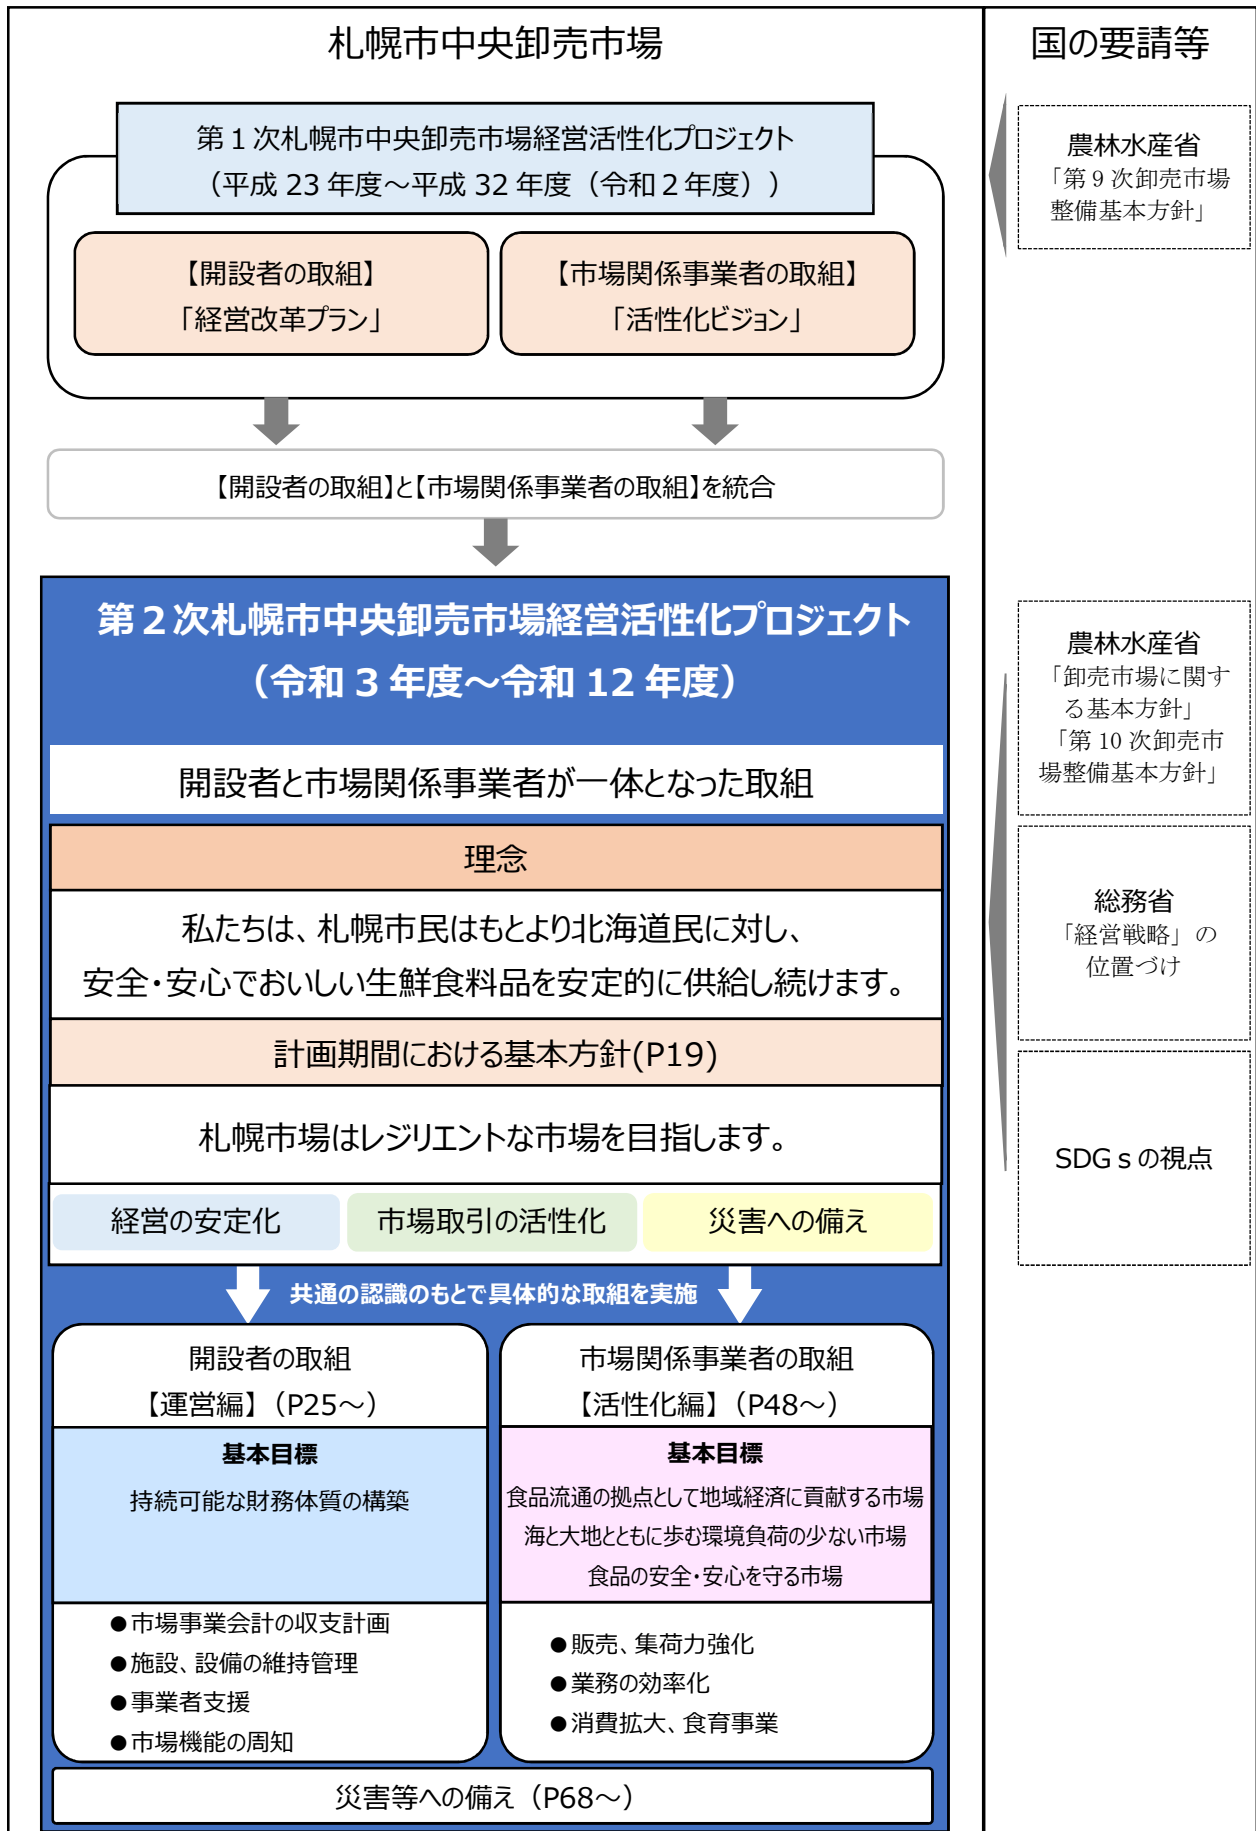 札幌市中央卸売市場
国の要請等
第１次札幌市中央卸売市場経営活性化プロジェクト
（平成 23 年度～平成 32 年度（令和２年度））
【開設者の取組】
「経営改革プラン」
【市場関係事業者の取組】
「活性化ビジョン」
農林水産省
「第９次卸売市場
整備基本方針」
【開設者の取組】と【市場関係事業者の取組】を統合
第２次札幌市中央卸売市場経営活性化プロジェクト
（令和 3 年度～令和 12 年度）
開設者と市場関係事業者が一体となった取組
理念
私たちは、札幌市民はもとより北海道民に対し、
安全・安心でおいしい生鮮食料品を安定的に供給し続けます。
計画期間における基本方針(P19)
札幌市場はレジリエントな市場を目指します。
経営の安定化
市場取引の活性化
災害への備え
共通の認識のもとで具体的な取組を実施
農林水産省
「卸売市場に関す
る基本方針」
「第 10 次卸売市
場整備基本方針」
総務省
「経営戦略」の
位置づけ
SDGｓの視点
開設者の取組
【運営編】（P25～）
基本目標
持続可能な財務体質の構築
●市場事業会計の収支計画
●施設、設備の維持管理
●事業者支援
●市場機能の周知
市場関係事業者の取組
【活性化編】（P48～）
基本目標
食品流通の拠点として地域経済に貢献する市場
海と大地とともに歩む環境負荷の少ない市場
食品の安全・安心を守る市場
●販売、集荷力強化
●業務の効率化
●消費拡大、食育事業
災害等への備え（P68～）